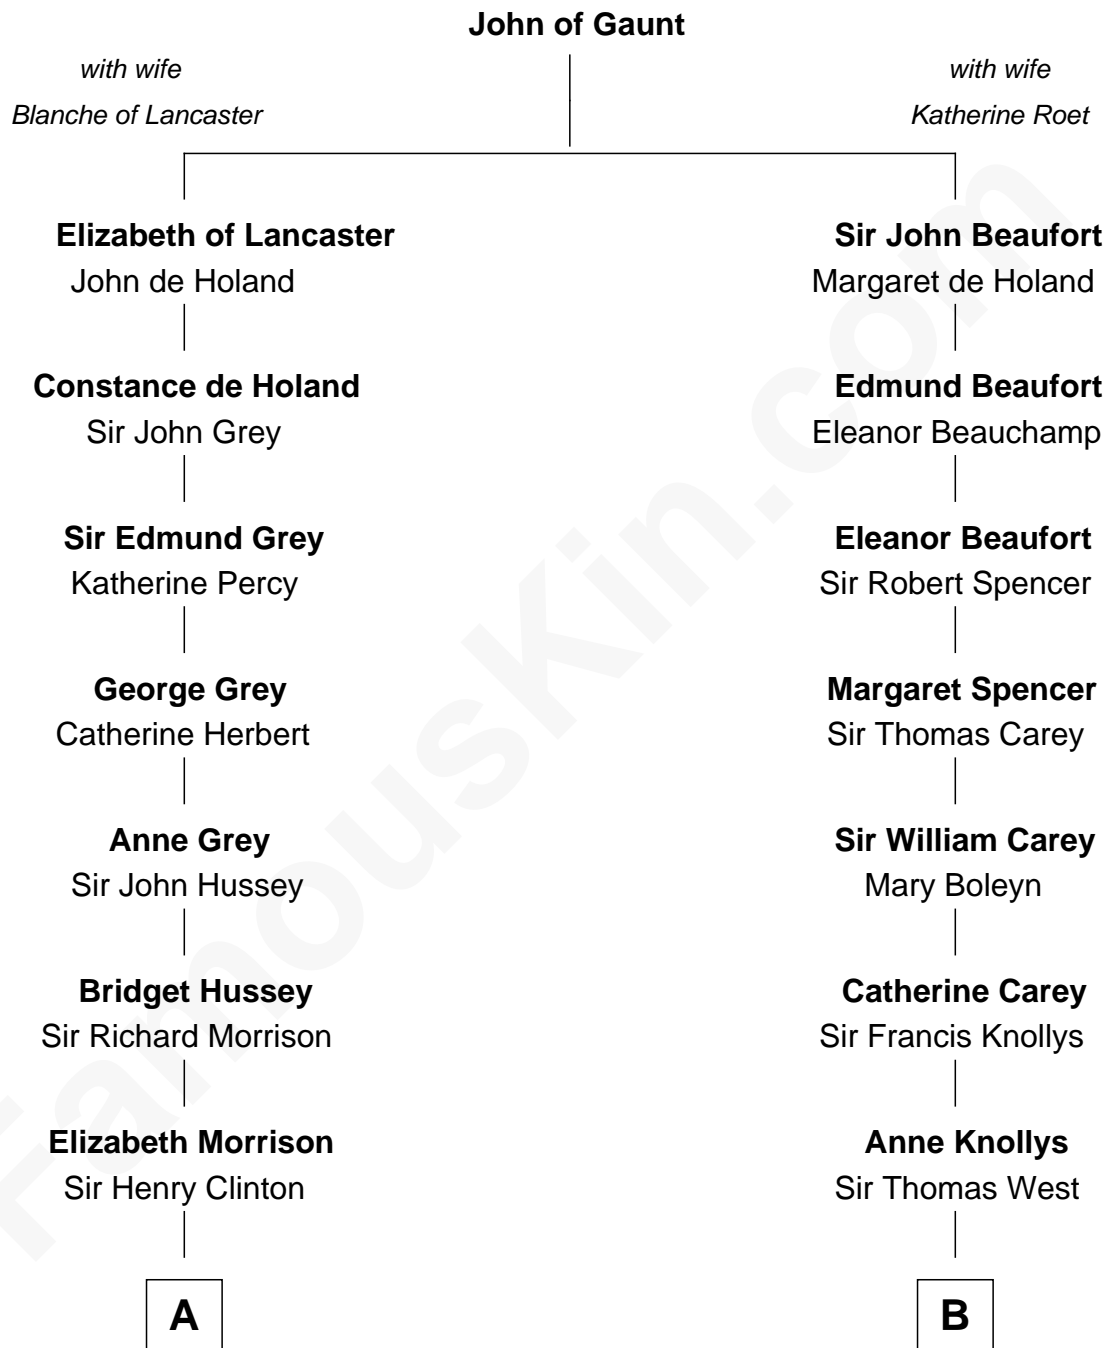 John of Gaunt
with wife
Blanche of Lancaster
with wife
Katherine Roet
Elizabeth of Lancaster
John de Holand
Sir John Beaufort
Margaret de Holand
Constance de Holand
Sir John Grey
Edmund Beaufort
Eleanor Beauchamp
Sir Edmund Grey
Katherine Percy
Eleanor Beaufort
Sir Robert Spencer
George Grey
Catherine Herbert
Margaret Spencer
Sir Thomas Carey
Anne Grey
Sir John Hussey
Sir William Carey
Mary Boleyn
Bridget Hussey
Sir Richard Morrison
Catherine Carey
Sir Francis Knollys
Elizabeth Morrison
Sir Henry Clinton
Anne Knollys
Sir Thomas West
A
B
FamousKin.com